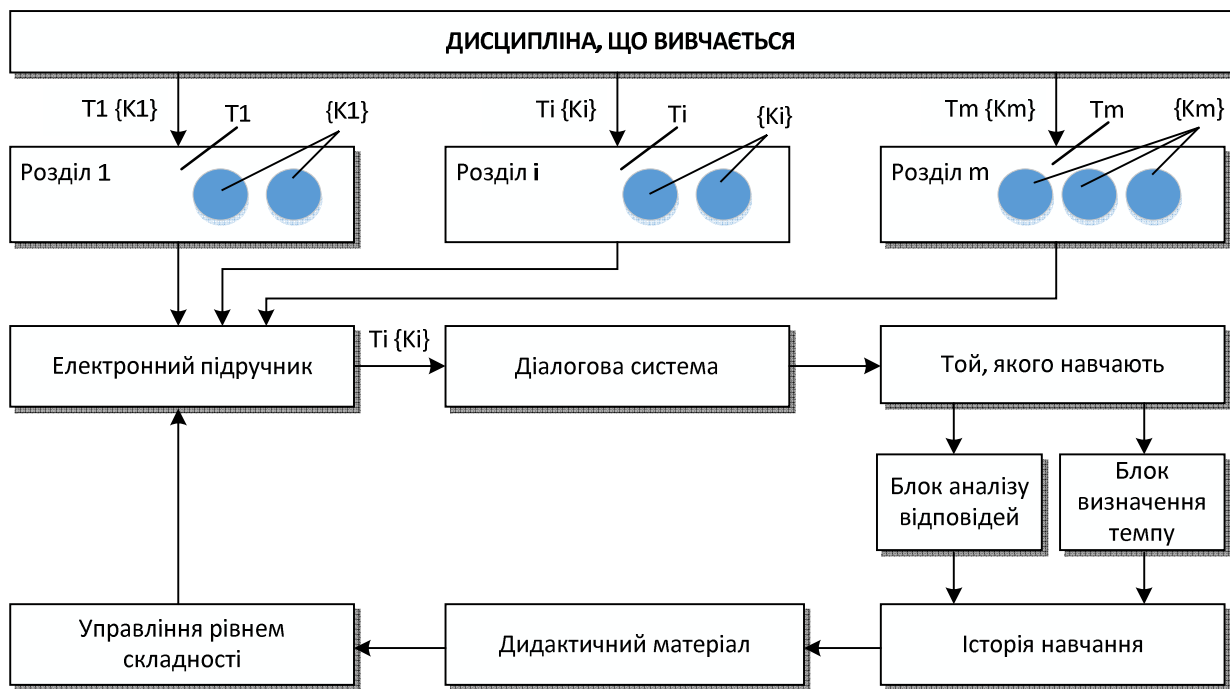 ДИСЦИПЛІНА, ЩО ВИВЧАЄТЬСЯ
T1 {K1}
T1
{K1}
Ti {Ki}
Ti
{Ki}
Tm {Km}
Tm
{Km}
Розділ 1
Розділ i
Розділ m
Електронний підручник
Ti {Ki}
Діалогова система
Той, якого навчають
Блок аналізу
відповідей
Блок
визначення
темпу
Управління рівнем
складності
Дидактичний матеріал
Історія навчання